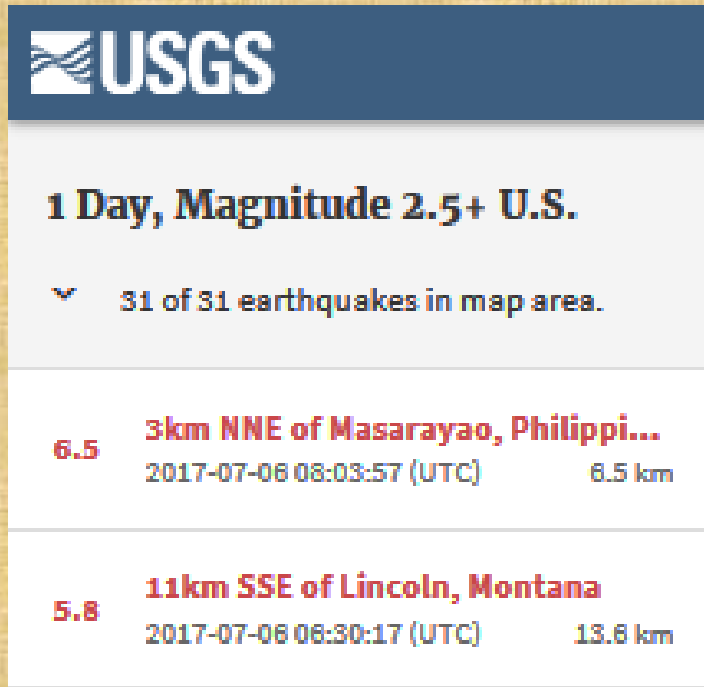 USGS
1 Day, Magnitude 2.5+ U.S.
31 of 31 earthquakes in map area.
6.5
3km NNE of Masarayao, Philippi...
2017-07-06 08:03:57 (UTC) 6.5 km
5.8
11km SSE of Lincoln, Montana
2017-07-06 06:30:17 (UTC) 13.6 km